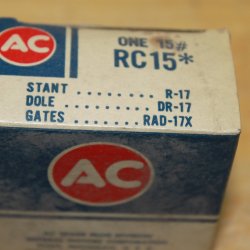 AC
ONE 15#
RC15*
STANT ........ R-17
DOLE ........ DR-17
GATES ....... RAD-17X
AC